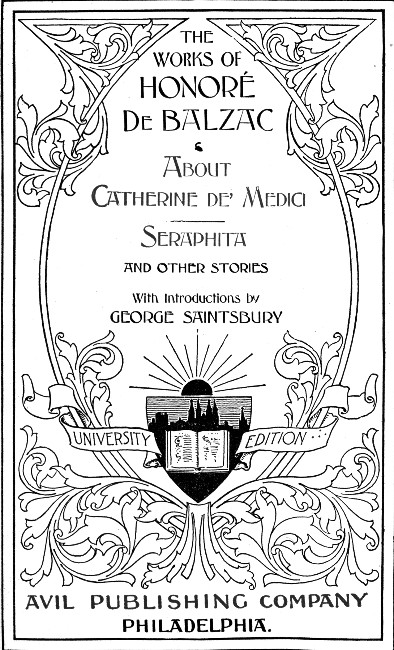 THE
WORKS OF
HONORÉ
DE BALZAC
ABOUT
CATHERINE DE' MEDICI
SERAPHITA
AND OTHER STORIES
With Introductions by
GEORGE SAINTSBURY
UNIVERSITY EDITION...
AVIL PUBLISHING COMPANY
PHILADELPHIA.